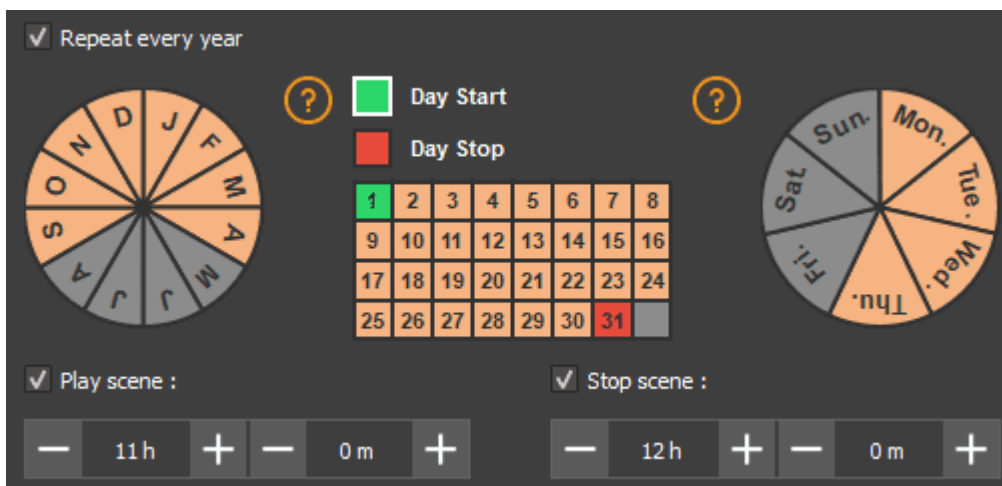 Repeat every year
J F M A M J J A S O N D
? Day Start
Day Stop
?
Mon. Tue. Wed. Thu. Fri. Sat Sun.
1 2 3 4 5 6 7 8
9 10 11 12 13 14 15 16
17 18 19 20 21 22 23 24
25 26 27 28 29 30 31
Play scene :
Stop scene :
11 h 0 m
12 h 0 m